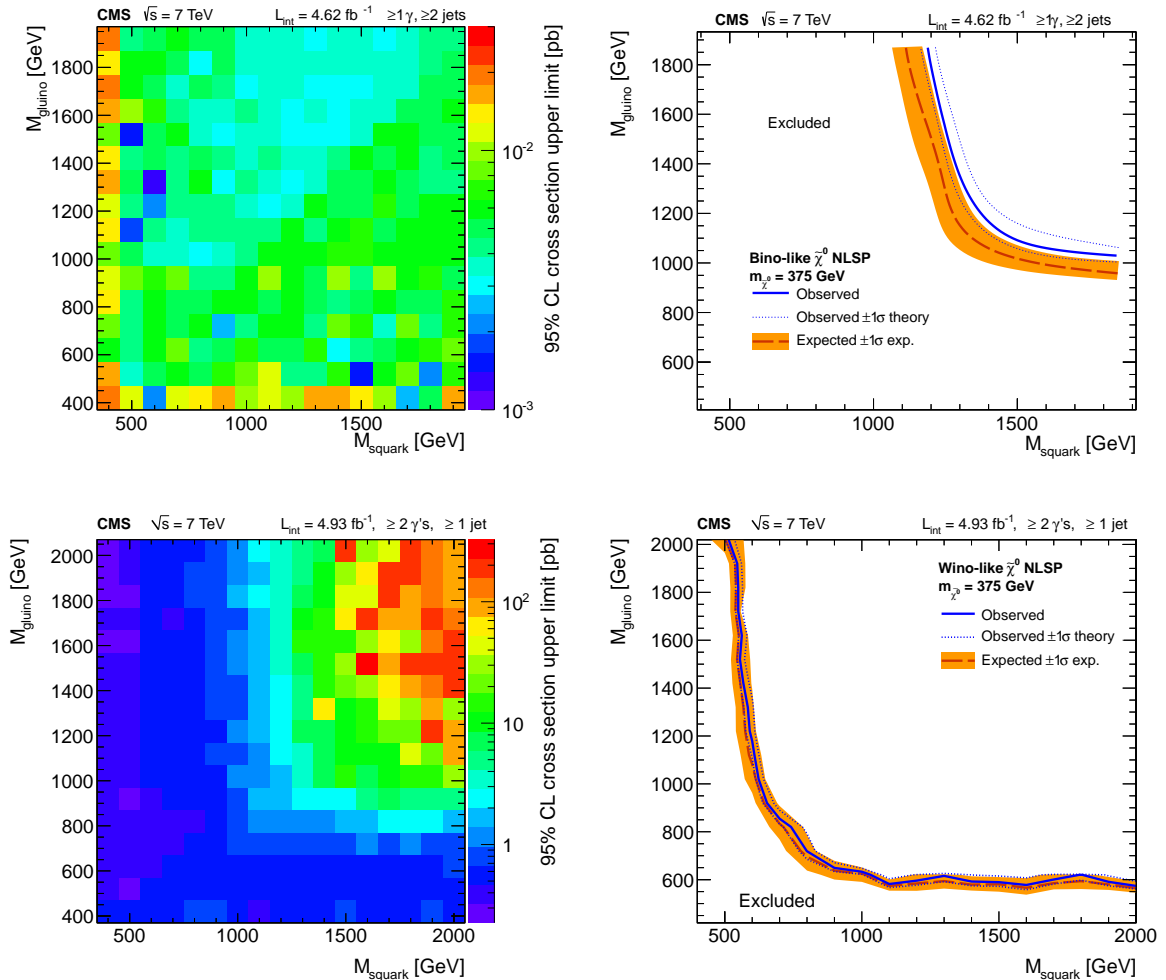 CMS √s = 7 TeV L_int = 4.62 fb⁻¹ ≥1γ, ≥2 jets
M_gluino [GeV]
1800
1600
1400
1200
1000
800
600
400
500 1000 1500
M_squark [GeV]
10⁻²
10⁻³
95% CL cross section upper limit [pb]
CMS √s = 7 TeV L_int = 4.62 fb⁻¹ ≥1γ, ≥2 jets
M_gluino [GeV]
1800
1600
1400
1200
1000
800
600
Excluded
Bino-like χ̃⁰ NLSP
m_χ̃⁰ = 375 GeV
Observed
Observed ±1σ theory
Expected ±1σ exp.
500 1000 1500
M_squark [GeV]
CMS √s = 7 TeV L_int = 4.93 fb⁻¹, ≥ 2 γ's, ≥ 1 jet
M_gluino [GeV]
2000
1800
1600
1400
1200
1000
800
600
400
500 1000 1500 2000
M_squark [GeV]
10²
10
1
95% CL cross section upper limit [pb]
CMS √s = 7 TeV L_int = 4.93 fb⁻¹, ≥ 2 γ's, ≥ 1 jet
M_gluino [GeV]
2000
1800
1600
1400
1200
1000
800
600
Wino-like χ̃⁰ NLSP
m_χ̃⁰ = 375 GeV
Observed
Observed ±1σ theory
Expected ±1σ exp.
Excluded
400 600 800 1000 1200 1400 1600 1800 2000
M_squark [GeV]